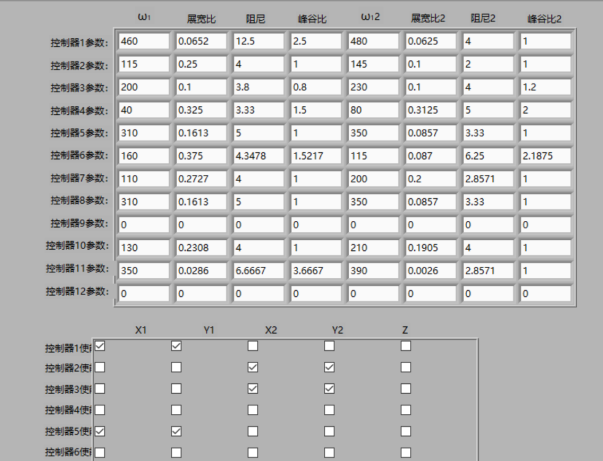 ω₁ 展宽比 阻尼 峰谷比 ω₁2 展宽比2 阻尼2 峰谷比2
控制器1参数: 460 0.0652 12.5 2.5 480 0.0625 4 1
控制器2参数: 115 0.25 4 1 145 0.1 2 1
控制器3参数: 200 0.1 3.8 0.8 230 0.1 4 1.2
控制器4参数: 40 0.325 3.33 1.5 80 0.3125 5 2
控制器5参数: 310 0.1613 5 1 350 0.0857 3.33 1
控制器6参数: 160 0.375 4.3478 1.5217 115 0.087 6.25 2.1875
控制器7参数: 110 0.2727 4 1 200 0.2 2.8571 1
控制器8参数: 310 0.1613 5 1 350 0.0857 3.33 1
控制器9参数: 0 0 0 0 0 0 0 0
控制器10参数: 130 0.2308 4 1 210 0.1905 4 1
控制器11参数: 350 0.0286 6.6667 3.6667 390 0.0026 2.8571 1
控制器12参数: 0 0 0 0 0 0 0 0
X1 Y1 X2 Y2 Z
控制器1使
控制器2使
控制器3使
控制器4使
控制器5使
控制器6使